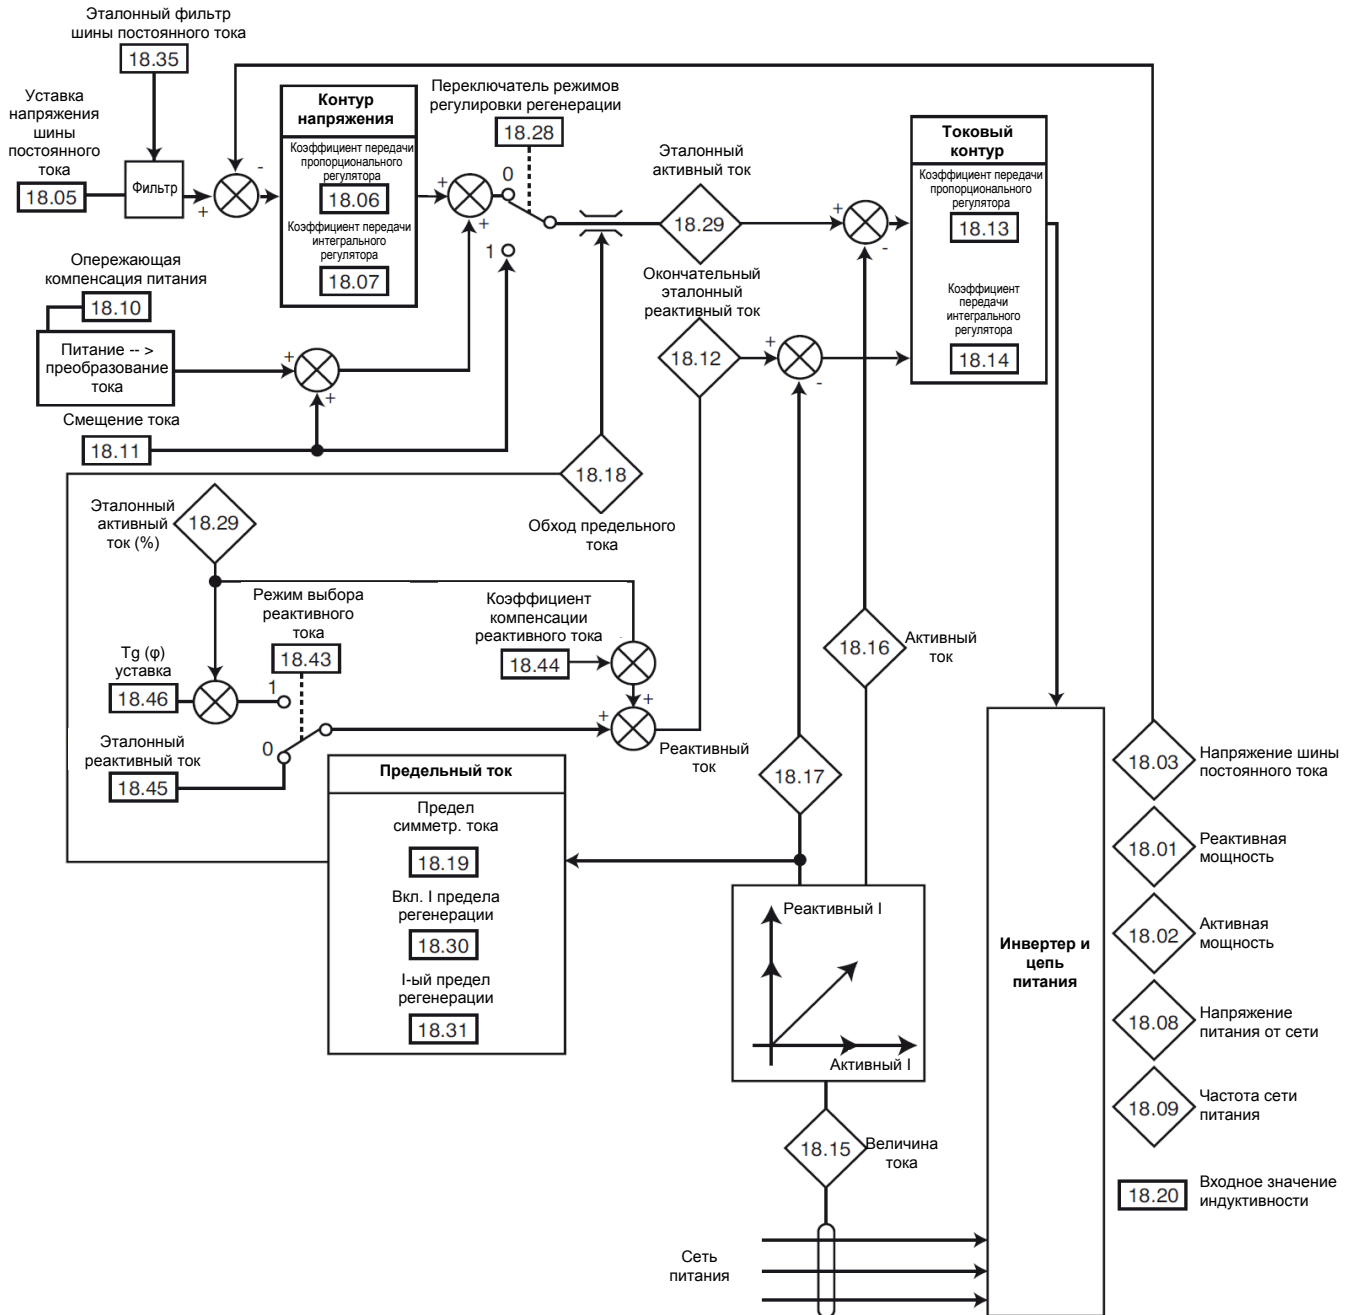 Эталонный фильтр
шины постоянного тока
18.35
Уставка
напряжения
шины
постоянного
тока
18.05
Фильтр
+
-
Контур
напряжения
Коэффициент передачи
пропорционального
регулятора
18.06
Коэффициент передачи
интегрального
регулятора
18.07
Переключатель режимов
регулировки регенерации
18.28
+
+
0
1
Эталонный
активный ток
18.29
+
-
Токовый
контур
Коэффициент передачи
пропорционального
регулятора
18.13
Коэффициент
передачи
интегрального
регулятора
18.14
Опережающая
компенсация питания
18.10
Питание -- >
преобразование
тока
+
+
Смещение тока
18.11
Окончательный
эталонный
реактивный ток
18.12
+
-
18.18
Обход предельного
тока
Эталонный
активный
ток (%)
18.29
Режим выбора
реактивного
тока
18.43
Коэффициент
компенсации
реактивного тока
18.44
Tg (φ)
уставка
18.46
1
+
+
Эталонный
реактивный ток
18.45
0
Реактивный
ток
18.16
Активный
ток
18.17
Предельный ток
Предел
симметр. тока
18.19
Вкл. I предела
регенерации
18.30
I-ый предел
регенерации
18.31
Реактивный I
Активный I
18.15
Величина
тока
Сеть
питания
Инвертер и
цепь
питания
18.03
Напряжение шины
постоянного тока
18.01
Реактивная
мощность
18.02
Активная
мощность
18.08
Напряжение
питания от сети
18.09
Частота сети
питания
18.20
Входное значение
индуктивности